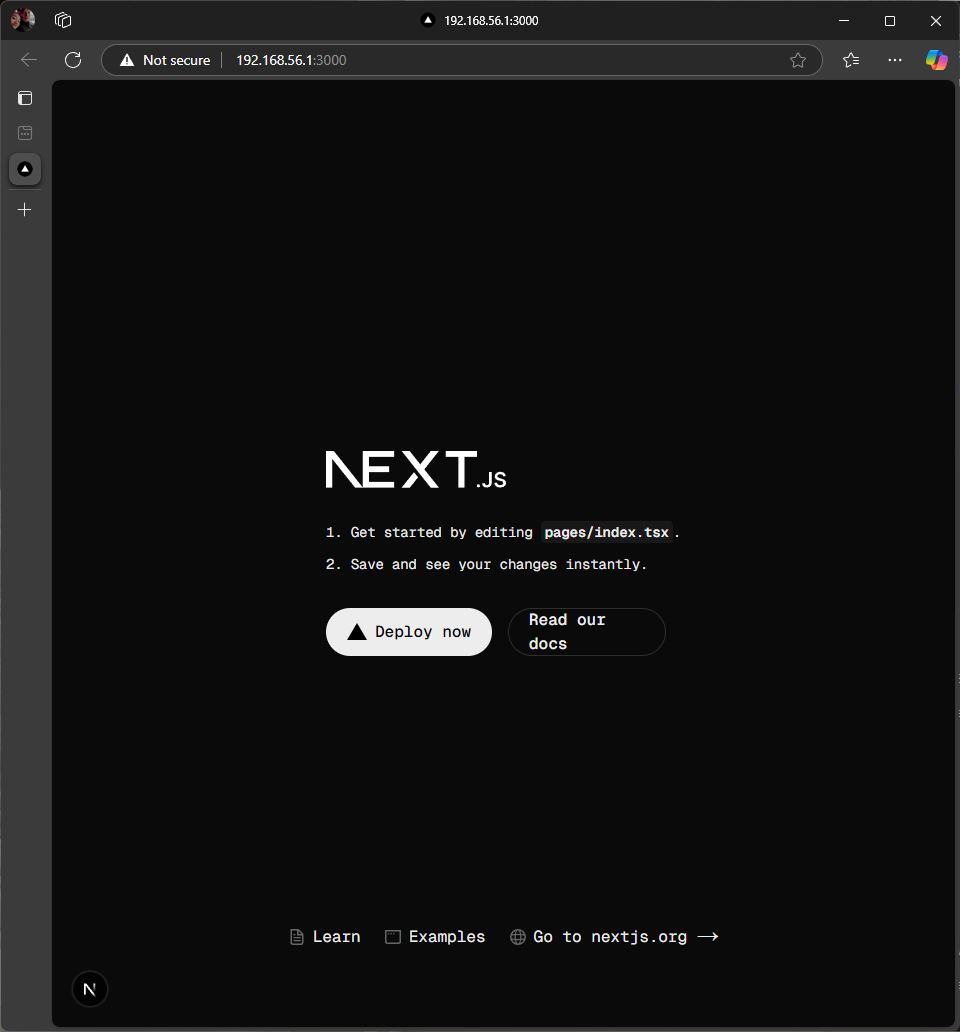 192.168.56.1:3000
Not secure
192.168.56.1:3000
NEXT.JS
1. Get started by editing pages/index.tsx.
2. Save and see your changes instantly.
Deploy now
Read our
docs
Learn
Examples
Go to nextjs.org →
N